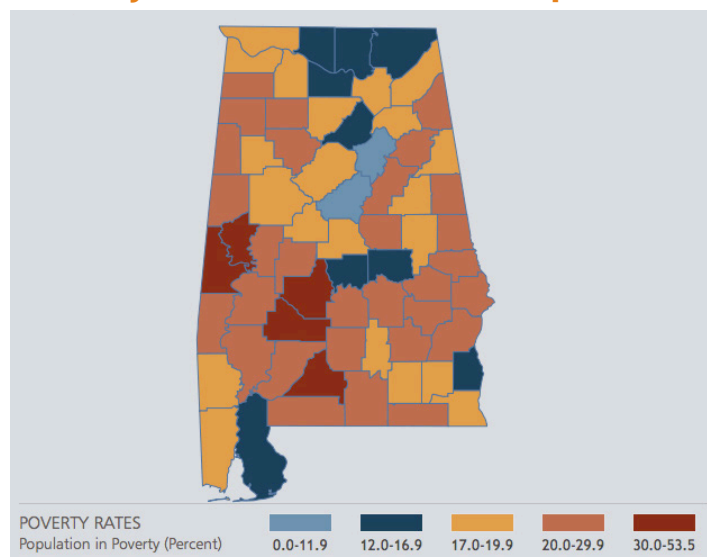 POVERTY RATES
Population in Poverty (Percent)
0.0-11.9
12.0-16.9
17.0-19.9
20.0-29.9
30.0-53.5